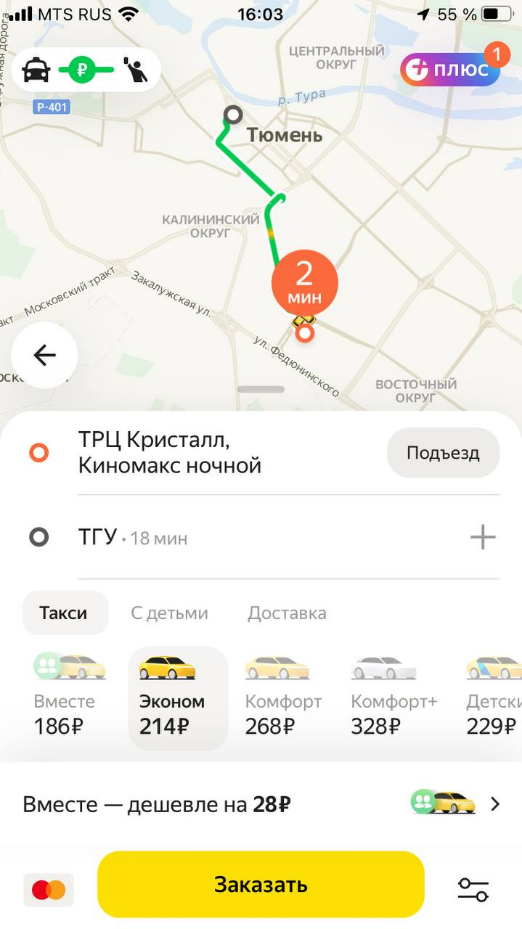 MTS RUS
16:03
55 %
ЦЕНТРАЛЬНЫЙ
ОКРУГ
1
ПЛЮС
₽
Р-401
р. Тура
Тюмень
КАЛИНИНСКИЙ
ОКРУГ
2
мин
Московский тракт
Закалужская ул.
ул. Федюнинского
ВОСТОЧНЫЙ
ОКРУГ
ТРЦ Кристалл,
Киномакс ночной
Подъезд
ТГУ • 18 мин
Такси
С детьми
Доставка
Вместе
186₽
Эконом
214₽
Комфорт
268₽
Комфорт+
328₽
Детски
229₽
Вместе — дешевле на 28₽
Заказать